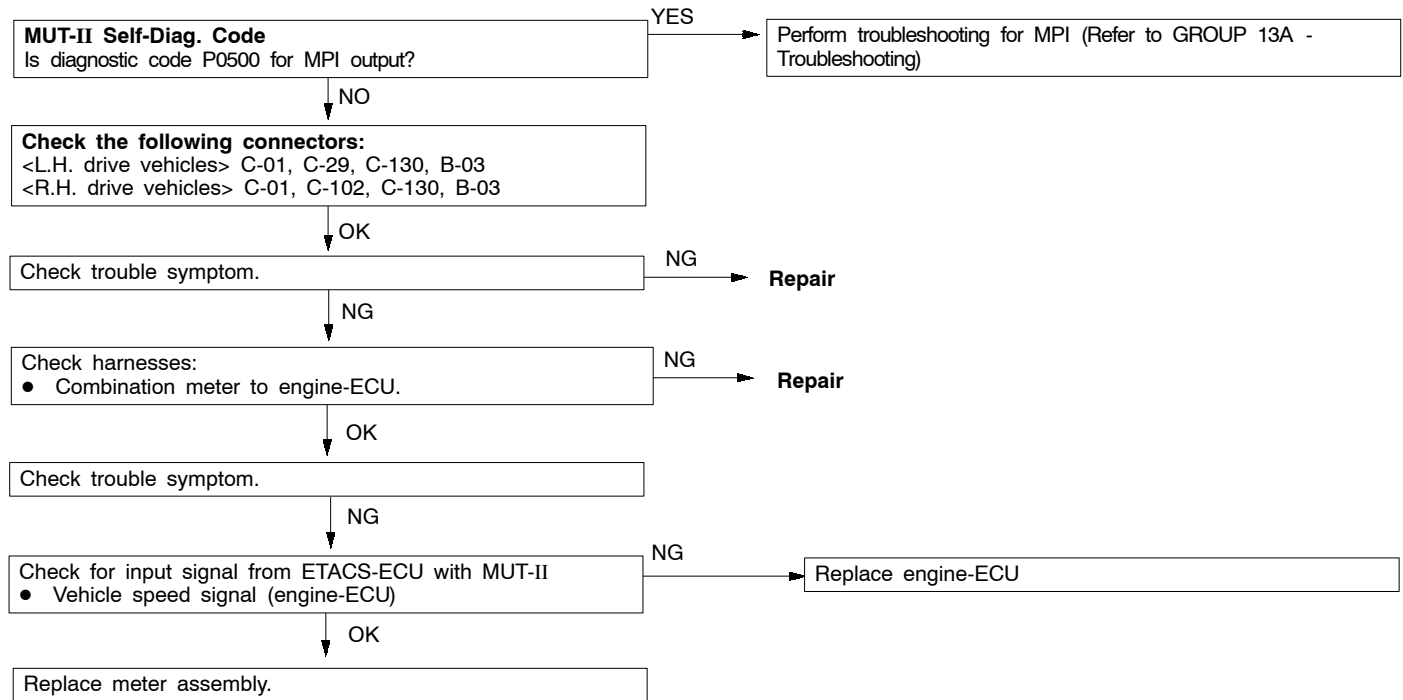 MUT-II Self-Diag. Code
Is diagnostic code P0500 for MPI output?
YES
Perform troubleshooting for MPI (Refer to GROUP 13A -
Troubleshooting)
NO
Check the following connectors:
<L.H. drive vehicles> C-01, C-29, C-130, B-03
<R.H. drive vehicles> C-01, C-102, C-130, B-03
OK
Check trouble symptom.
NG
Repair
NG
Check harnesses:
● Combination meter to engine-ECU.
NG
Repair
OK
Check trouble symptom.
NG
Check for input signal from ETACS-ECU with MUT-II
● Vehicle speed signal (engine-ECU)
NG
Replace engine-ECU
OK
Replace meter assembly.